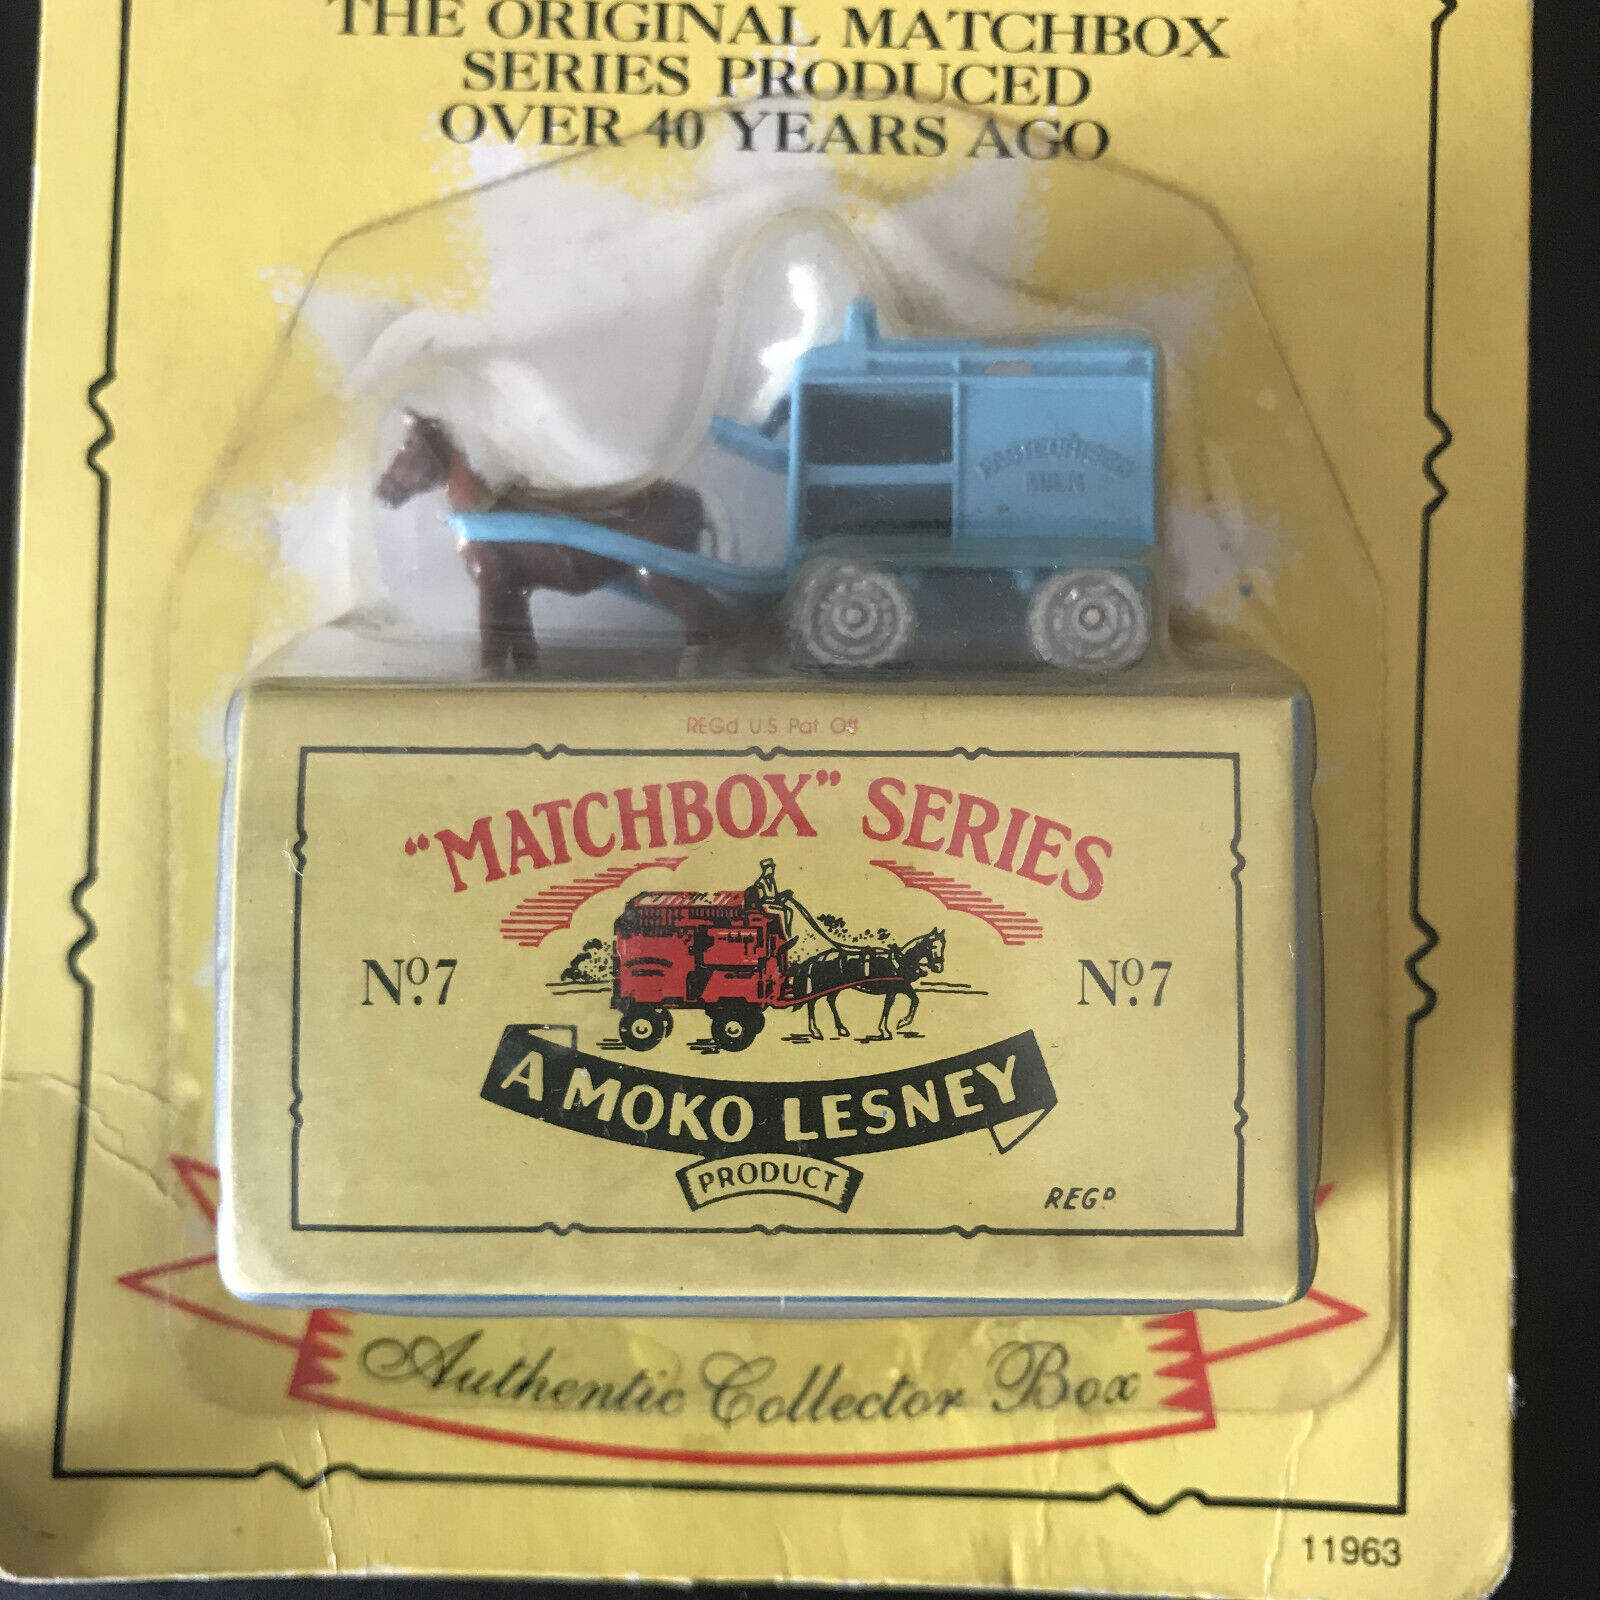 THE ORIGINAL MATCHBOX
SERIES PRODUCED
OVER 40 YEARS AGO
PASTEURISED
MILK
REGd. U.S. Pat. Off
"MATCHBOX" SERIES
Nº.7
Nº.7
A MOKO LESNEY
PRODUCT
REGD.
Authentic Collector Box
11963